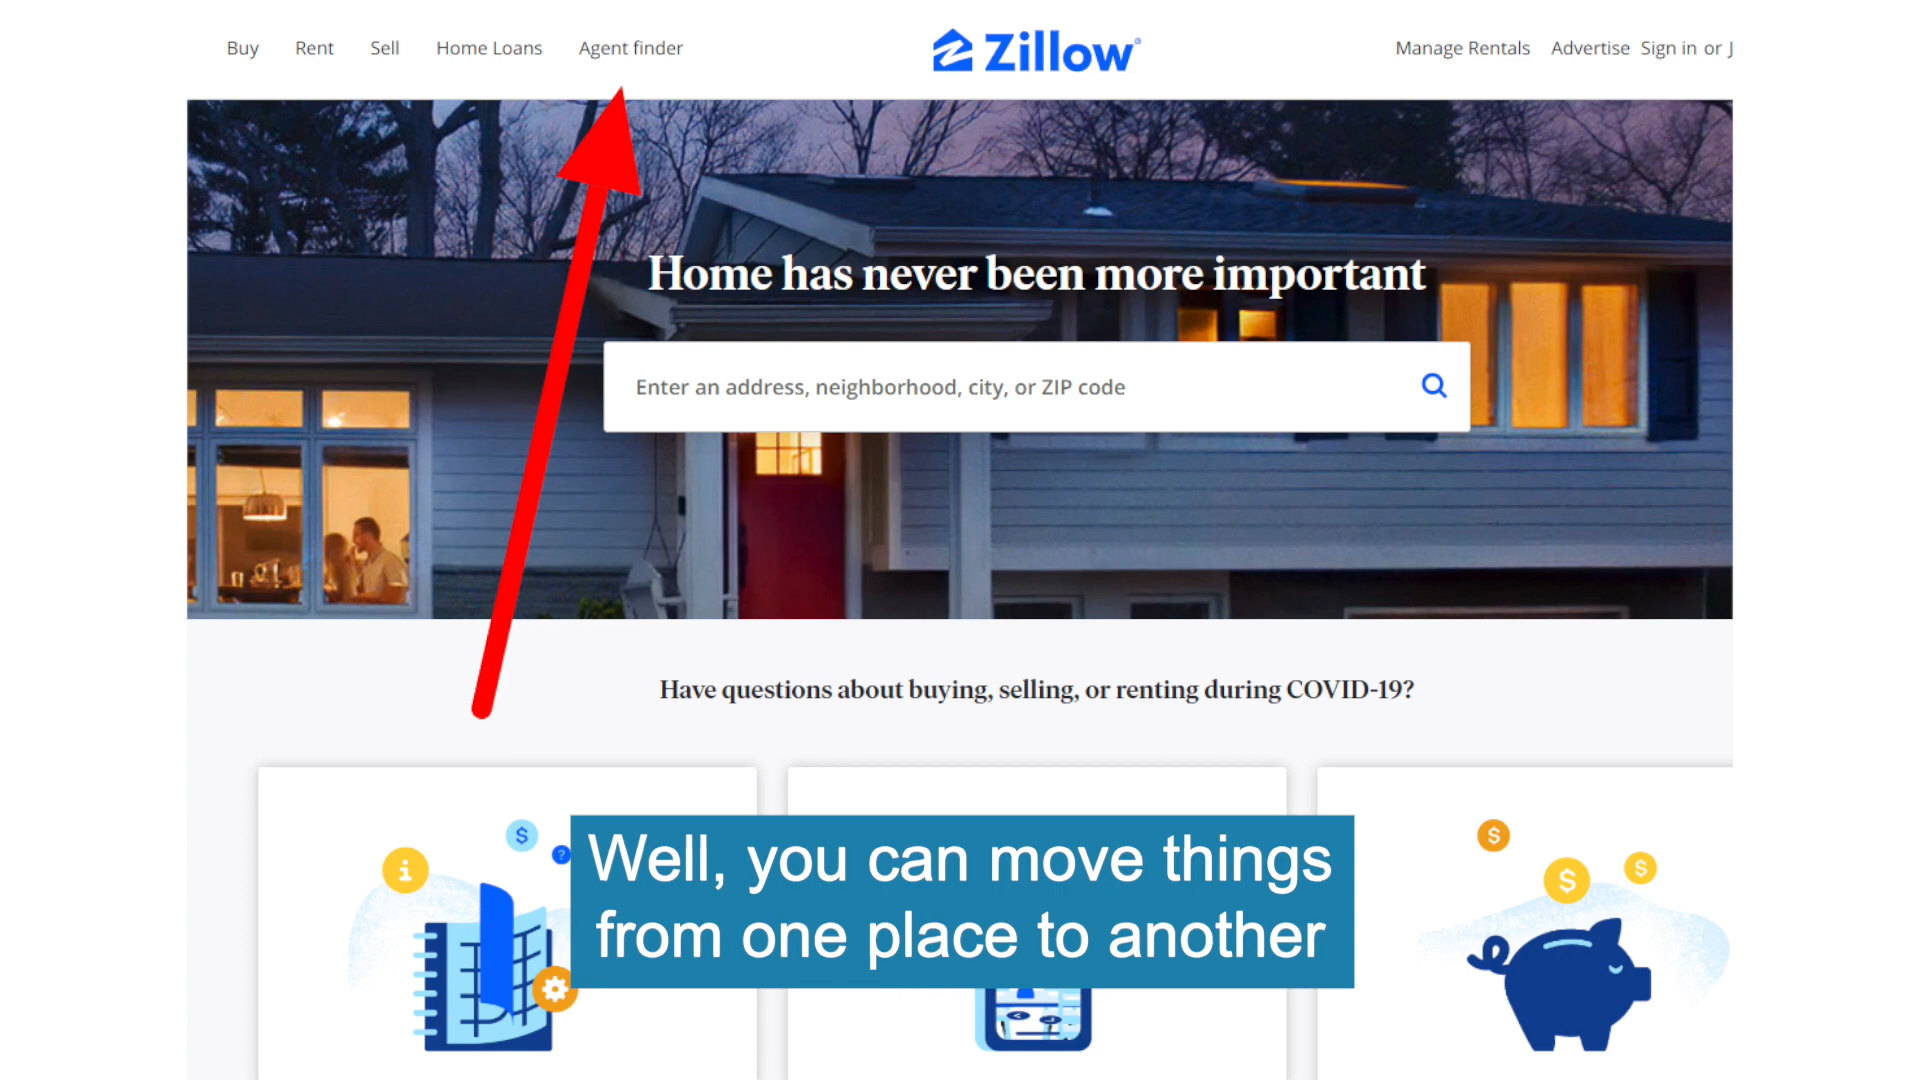 Buy Rent Sell Home Loans Agent finder Zillow® Manage Rentals Advertise Sign in or J
Home has never been more important
Enter an address, neighborhood, city, or ZIP code
Have questions about buying, selling, or renting during COVID-19?
$ ? i
$ $ $
Well, you can move things
from one place to another